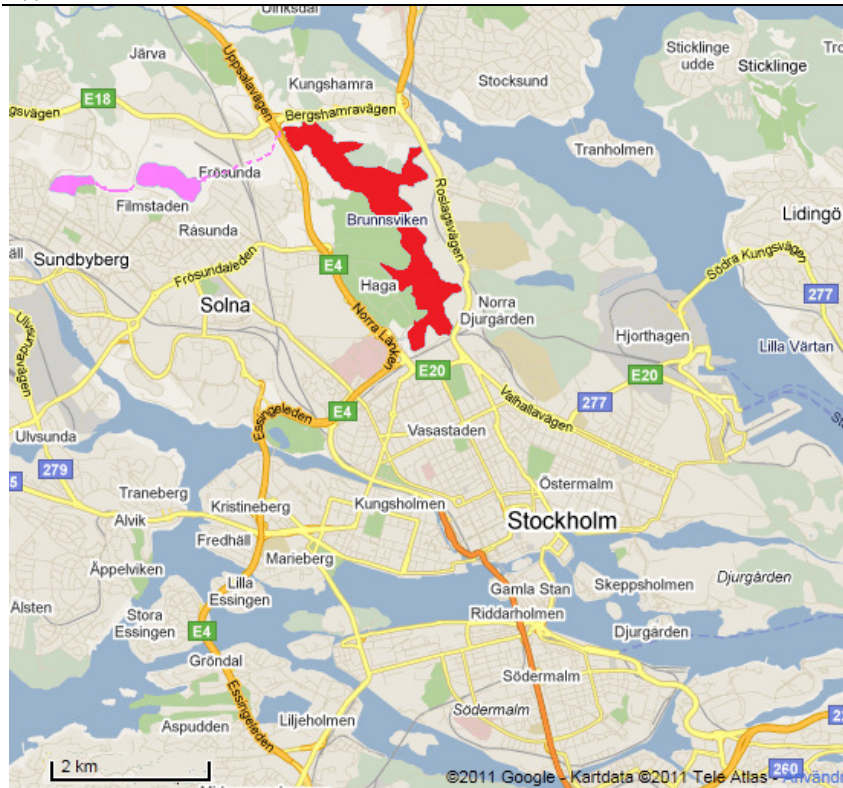 Ulriksdal
Järva
Uppsalavägen
Kungshamra
Stocksund
Sticklinge
udde
Sticklinge
E18
Bergshamravägen
Tranholmen
Frösunda
Filmstaden
Råsunda
Brunnsviken
Roslagsvägen
Lidingö
Sundbyberg
Frösundaleden
E4
Haga
Södra Kungsvägen
277
Solna
Norra Länken
Norra
Djurgården
Hjorthagen
Lilla Värtan
Ulvsundavägen
E20
E20
277
Valhallavägen
E4
Essingeleden
Vasastaden
Ulvsunda
279
Traneberg
Kristineberg
Kungsholmen
Östermalm
Stockholm
Alvik
Fredhäll
Marieberg
Äppelviken
Lilla
Essingen
Gamla Stan
Skeppsholmen
Djurgården
Ålsten
Stora
Essingen
Riddarholmen
E4
Djurgården
Gröndal
Essingeleden
Södermalm
Södermalm
Aspudden
Liljeholmen
2 km
260
©2011 Google - Kartdata ©2011 Tele Atlas -